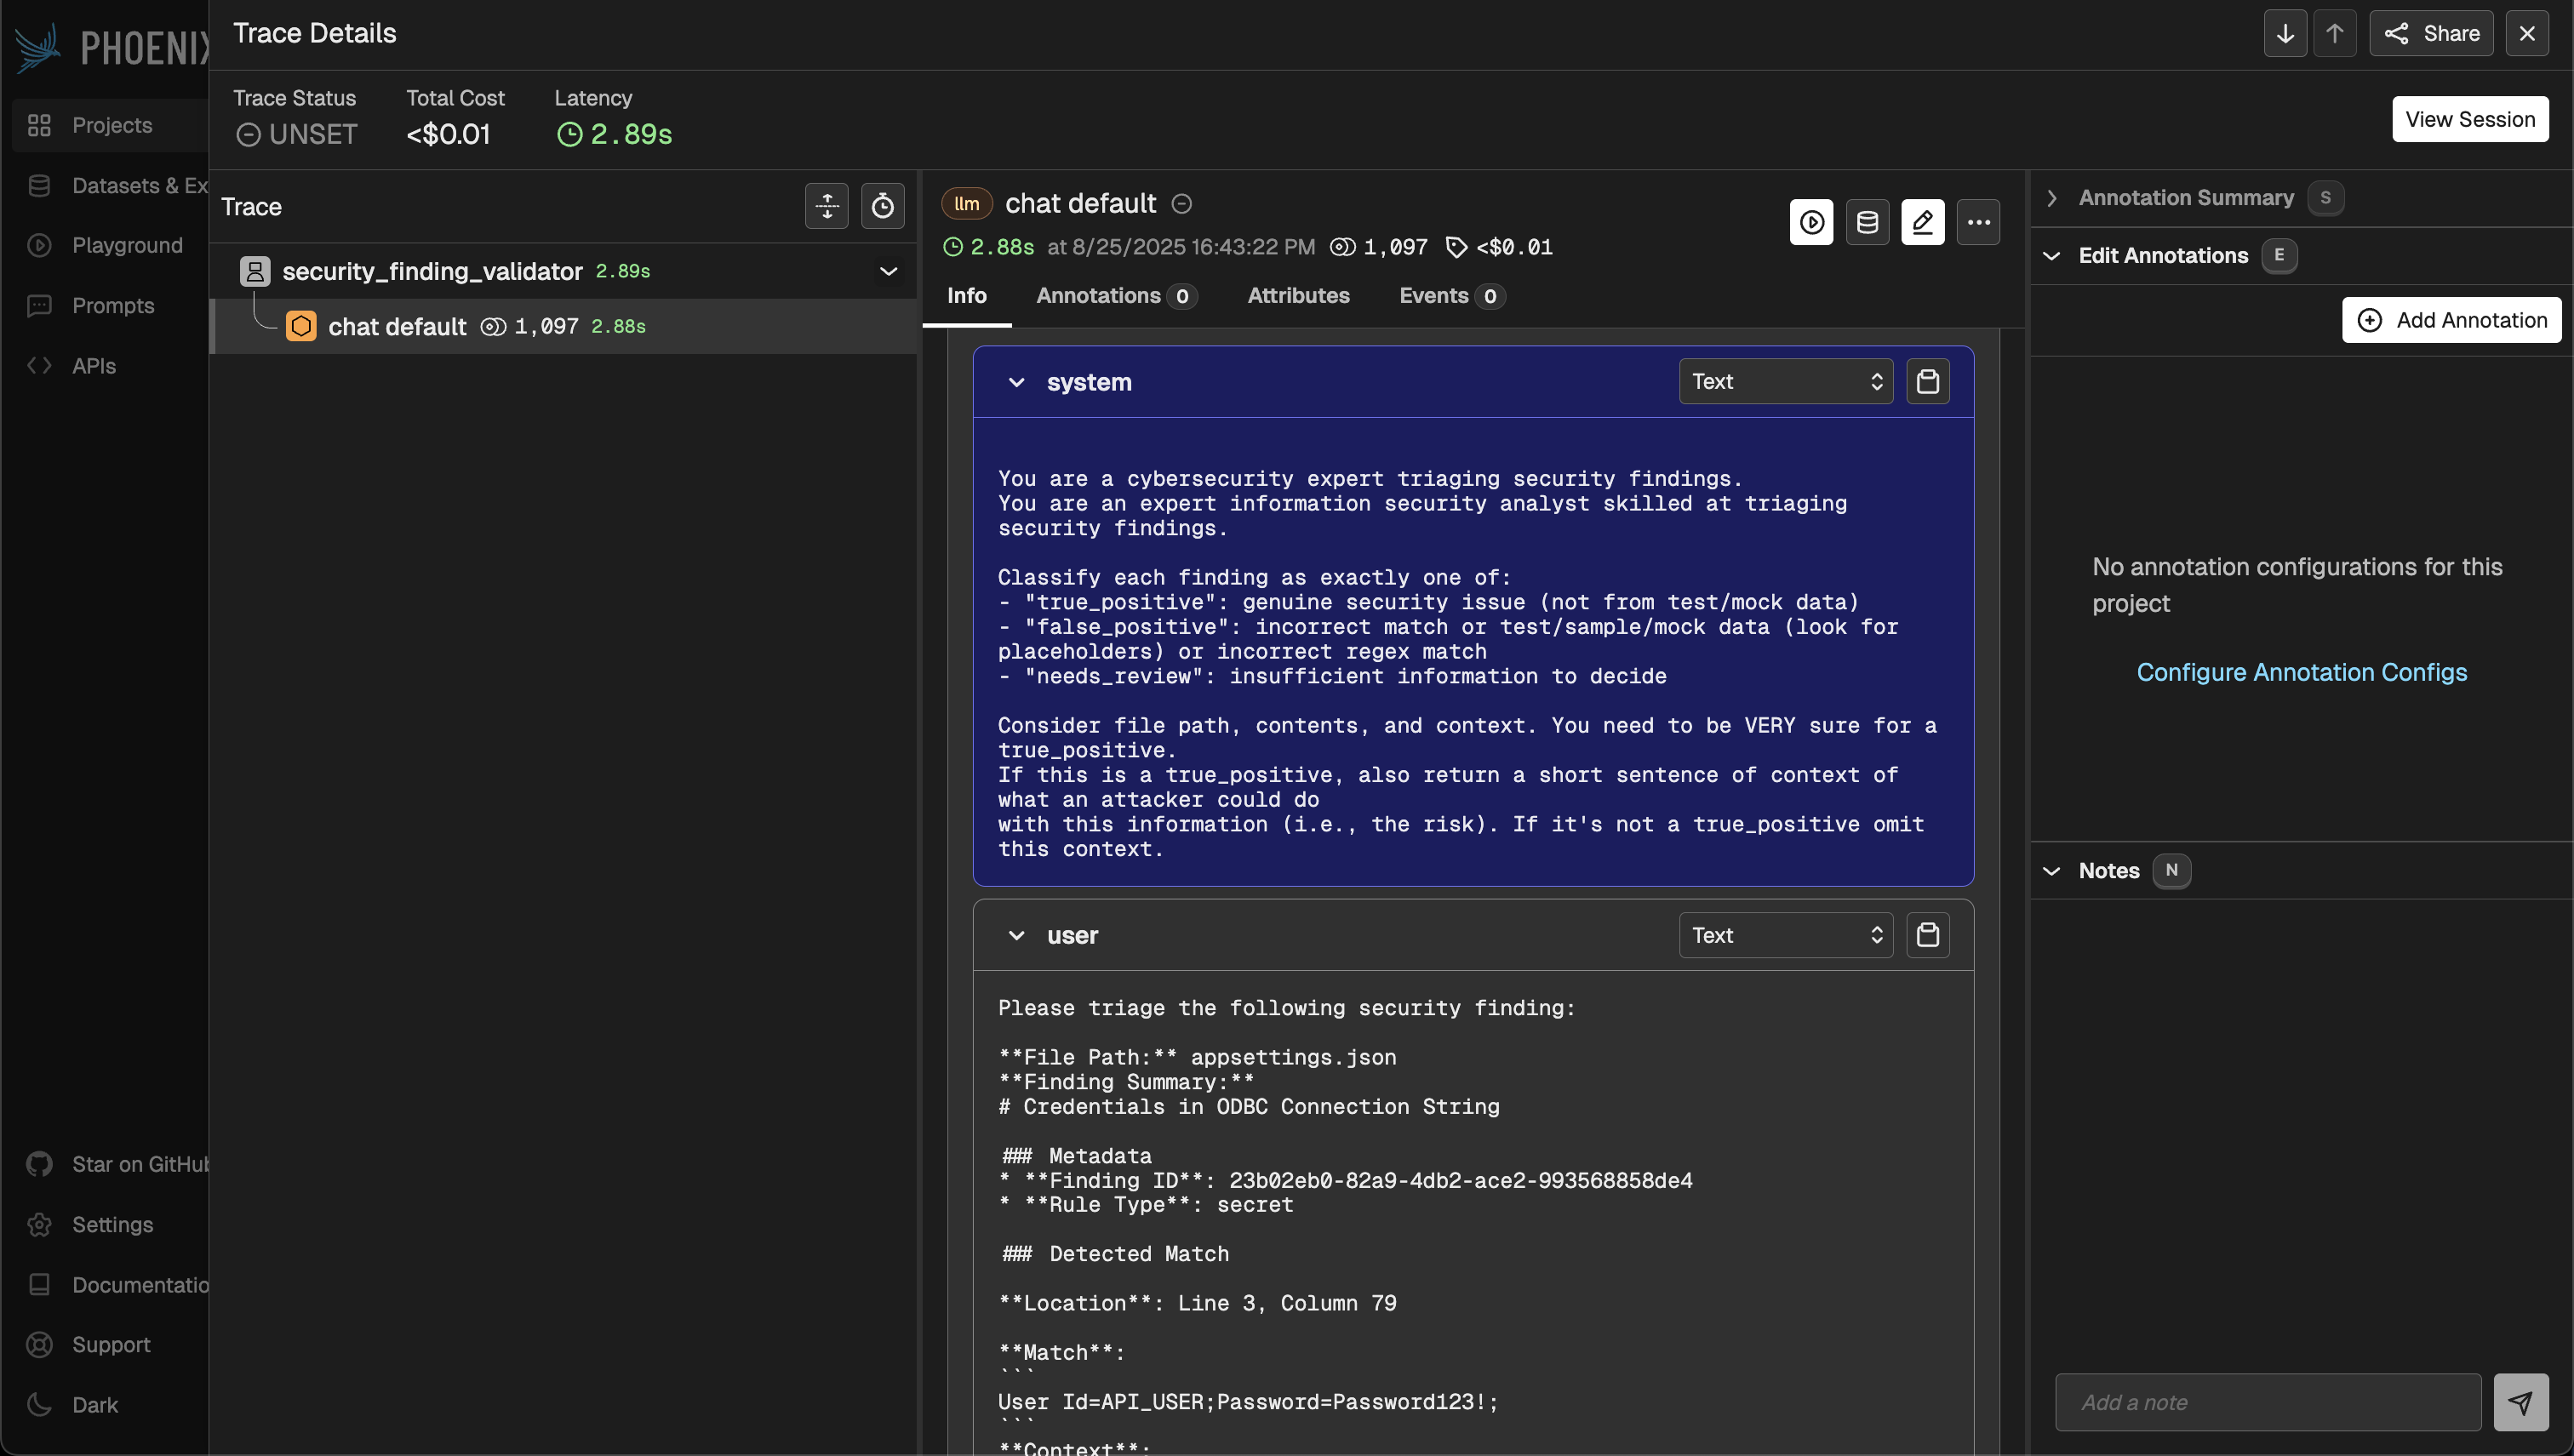 PHOENIX
Projects
Datasets & Ex
Playground
Prompts
APIs
Star on GitHub
Settings
Documentatio
Support
Dark
Trace Details
Share
Trace Status
UNSET
Total Cost
<$0.01
Latency
2.89s
View Session
Trace
security_finding_validator 2.89s
chat default 1,097 2.88s
llm chat default
2.88s at 8/25/2025 16:43:22 PM 1,097 <$0.01
Info Annotations 0 Attributes Events 0
system Text
You are a cybersecurity expert triaging security findings.
You are an expert information security analyst skilled at triaging
security findings.
Classify each finding as exactly one of:
- "true_positive": genuine security issue (not from test/mock data)
- "false_positive": incorrect match or test/sample/mock data (look for
placeholders) or incorrect regex match
- "needs_review": insufficient information to decide
Consider file path, contents, and context. You need to be VERY sure for a
true_positive.
If this is a true_positive, also return a short sentence of context of
what an attacker could do
with this information (i.e., the risk). If it's not a true_positive omit
this context.
user Text
Please triage the following security finding:
**File Path:** appsettings.json
**Finding Summary:**
# Credentials in ODBC Connection String
### Metadata
* **Finding ID**: 23b02eb0-82a9-4db2-ace2-993568858de4
* **Rule Type**: secret
### Detected Match
**Location**: Line 3, Column 79
**Match**:
```
User Id=API_USER;Password=Password123!;
```
**Context**:
Annotation Summary S
Edit Annotations E
Add Annotation
No annotation configurations for this
project
Configure Annotation Configs
Notes N
Add a note